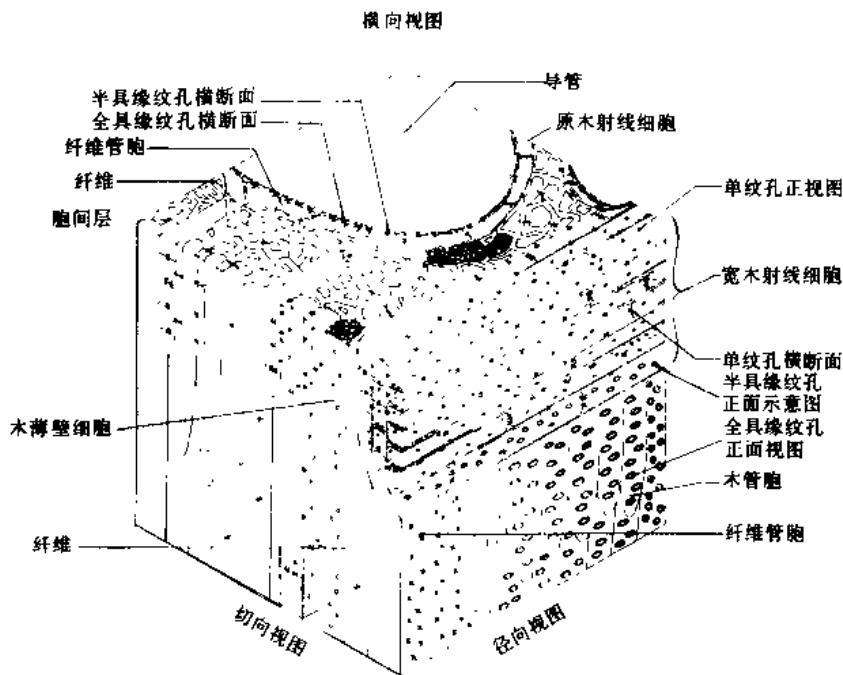 横向视图
导管
半具缘纹孔横断面
全具缘纹孔横断面
原木射线细胞
纤维管胞
纤维
单纹孔正视图
胞间层
宽木射线细胞
单纹孔横断面
半具缘纹孔
正面示意图
全具缘纹孔
正面视图
木薄壁细胞
木管胞
纤维
纤维管胞
切向视图
径向视图